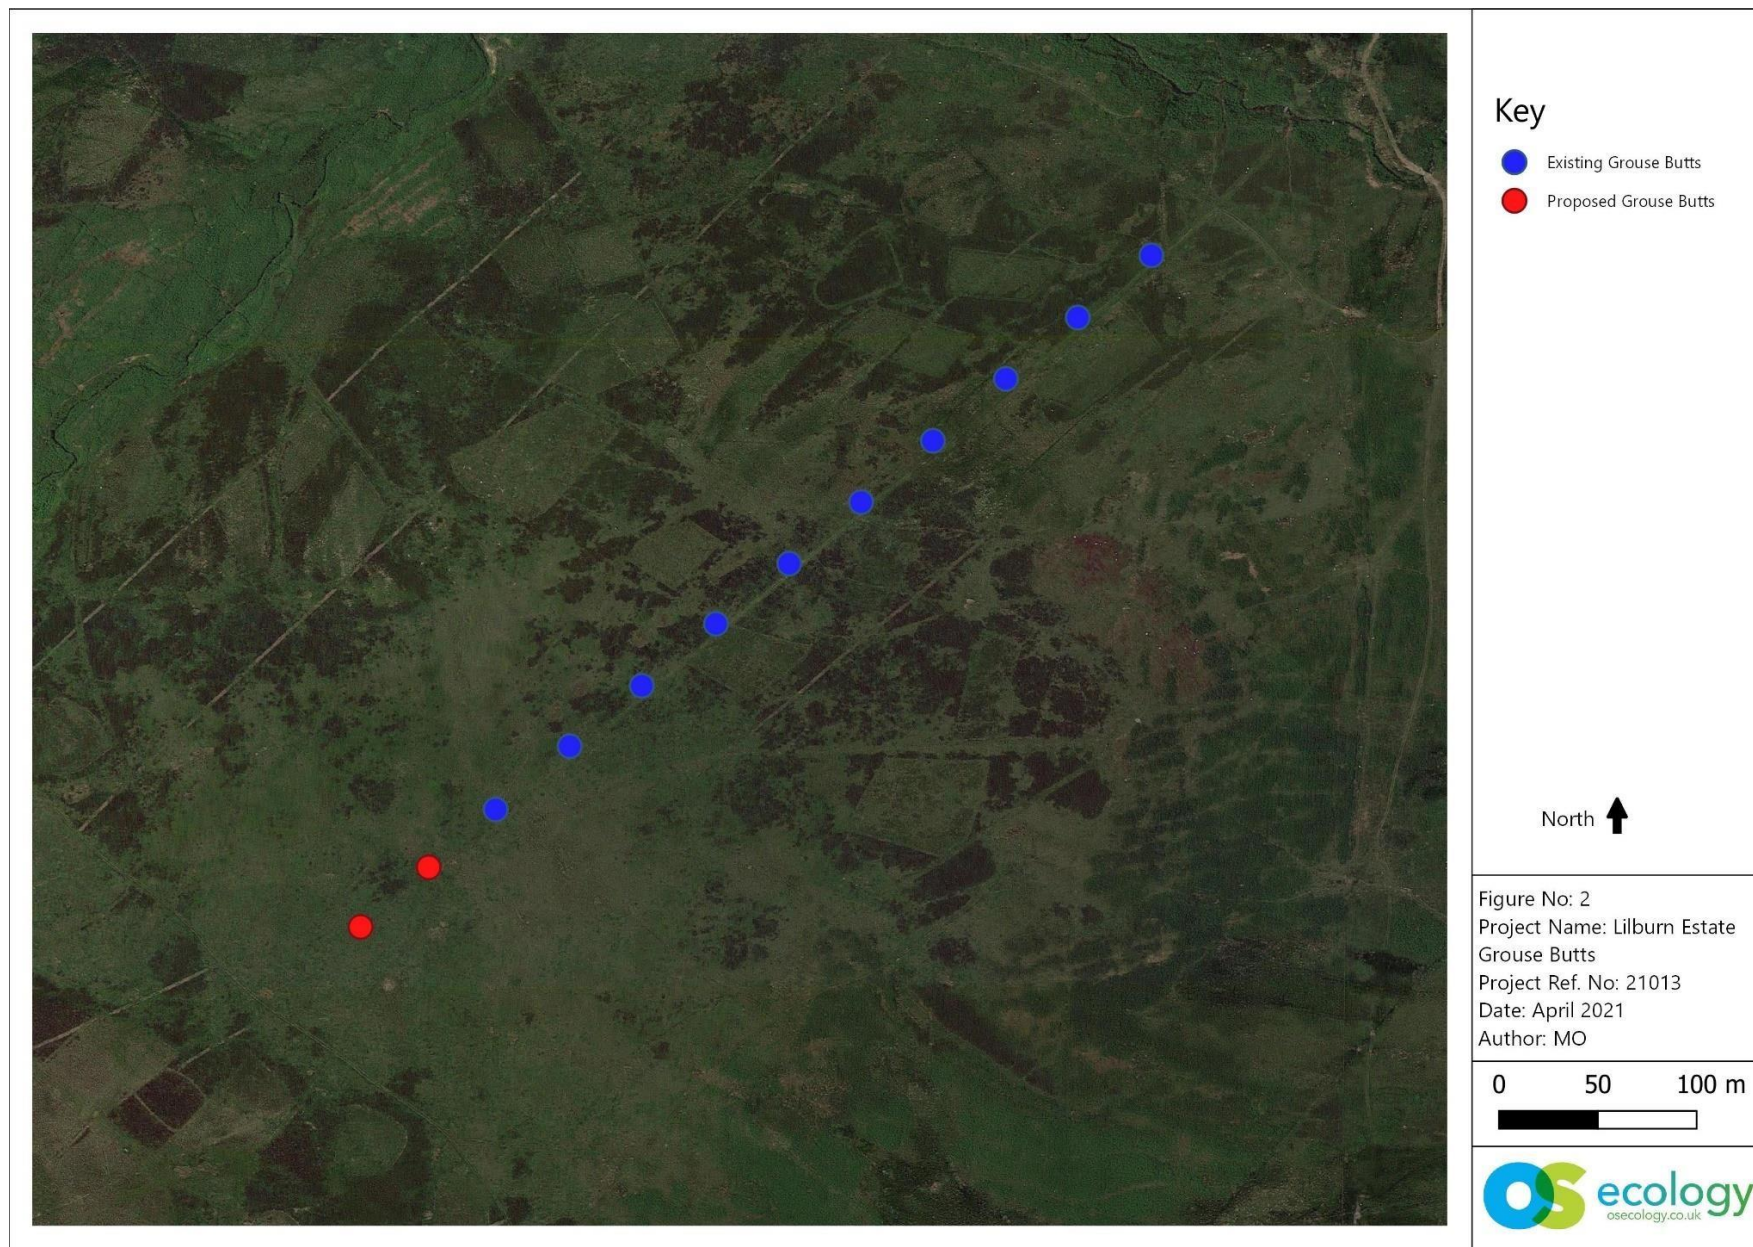 Key
Existing Grouse Butts
Proposed Grouse Butts
North
Figure No: 2
Project Name: Lilburn Estate
Grouse Butts
Project Ref. No: 21013
Date: April 2021
Author: MO
0 50 100 m
OS ecology
osecology.co.uk